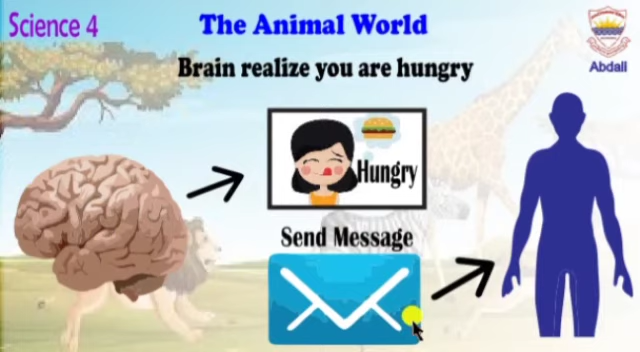 Science 4
The Animal World
Abdali
Brain realize you are hungry
Hungry
Send Message